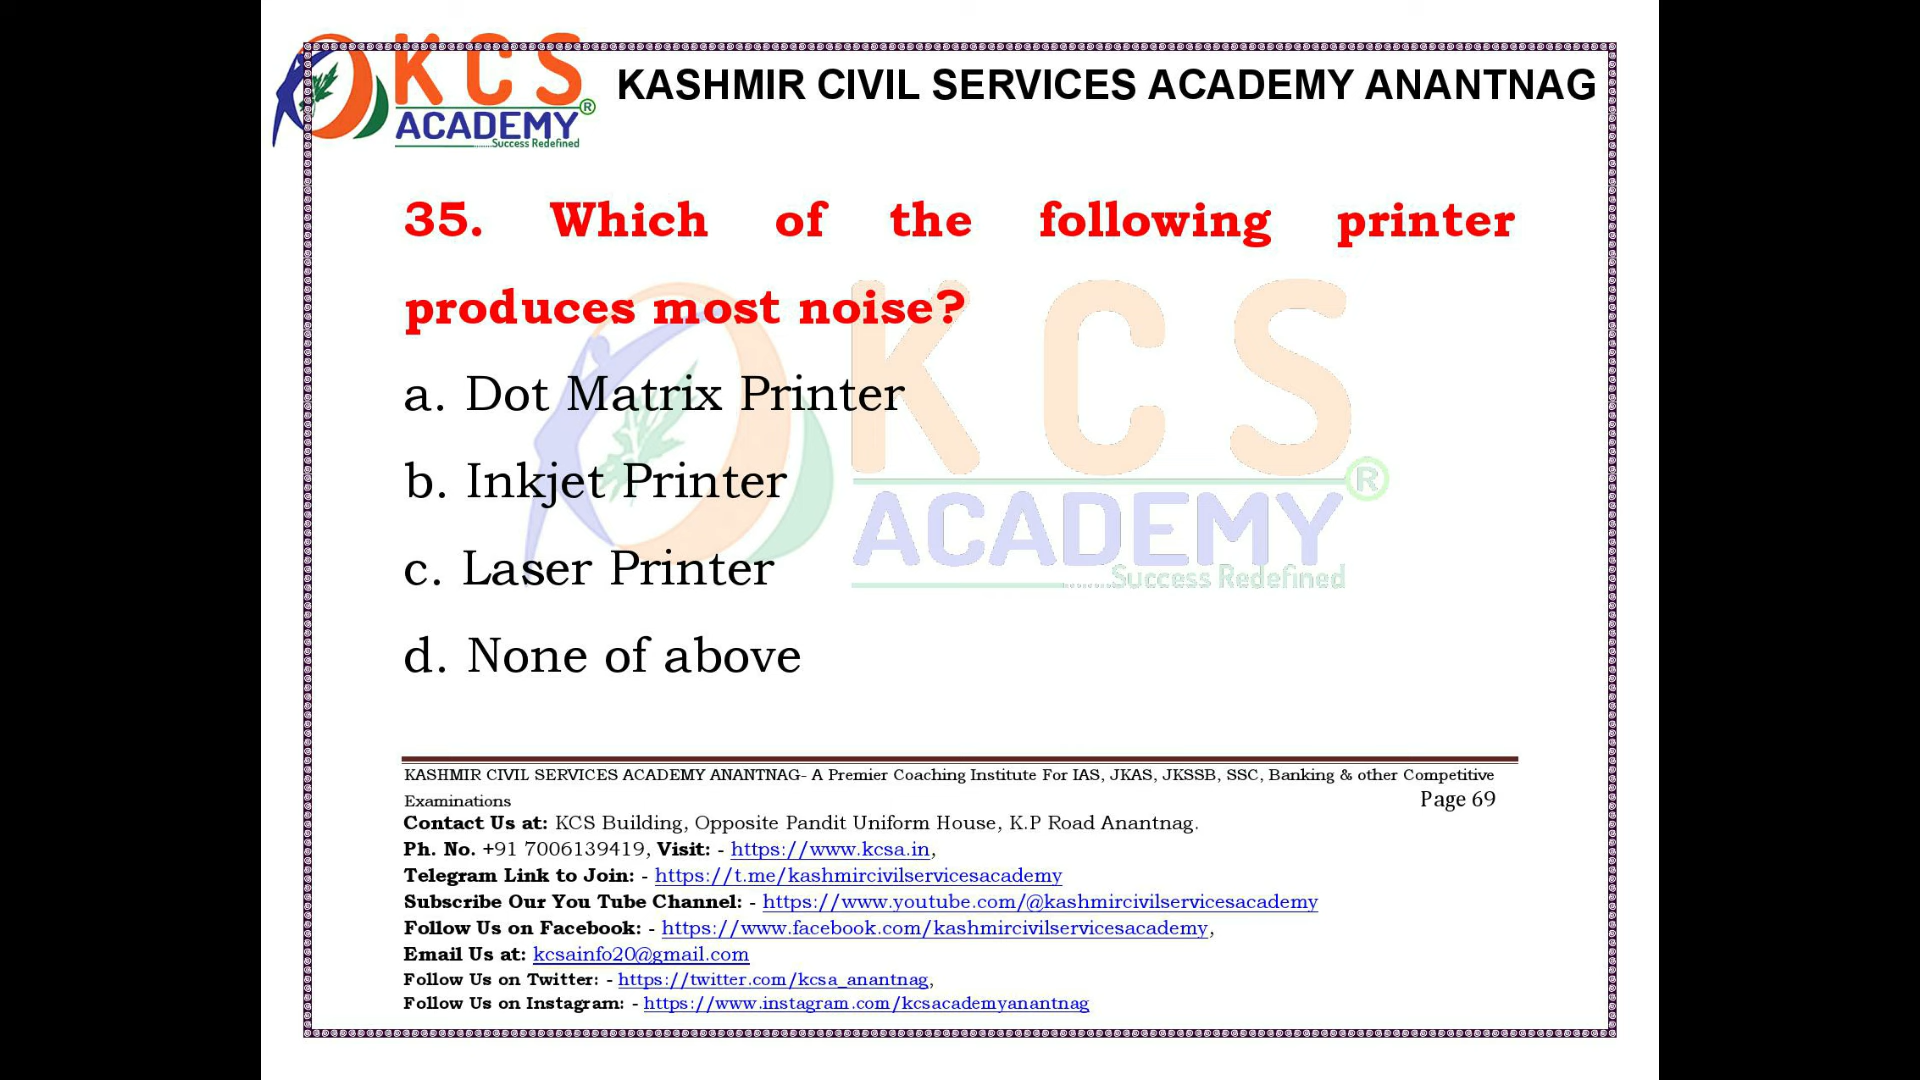 KCS
ACADEMY®
.......Success Redefined
KASHMIR CIVIL SERVICES ACADEMY ANANTNAG
35. Which of the following printer
produces most noise?
a. Dot Matrix Printer
b. Inkjet Printer
c. Laser Printer
d. None of above
KCS
ACADEMY®
.......Success Redefined
KASHMIR CIVIL SERVICES ACADEMY ANANTNAG- A Premier Coaching Institute For IAS, JKAS, JKSSB, SSC, Banking & other Competitive
Examinations Page 69
Contact Us at: KCS Building, Opposite Pandit Uniform House, K.P Road Anantnag.
Ph. No. +91 7006139419, Visit: - https://www.kcsa.in,
Telegram Link to Join: - https://t.me/kashmircivilservicesacademy
Subscribe Our You Tube Channel: - https://www.youtube.com/@kashmircivilservicesacademy
Follow Us on Facebook: - https://www.facebook.com/kashmircivilservicesacademy,
Email Us at: kcsainfo20@gmail.com
Follow Us on Twitter: - https://twitter.com/kcsa_anantnag,
Follow Us on Instagram: - https://www.instagram.com/kcsacademyanantnag